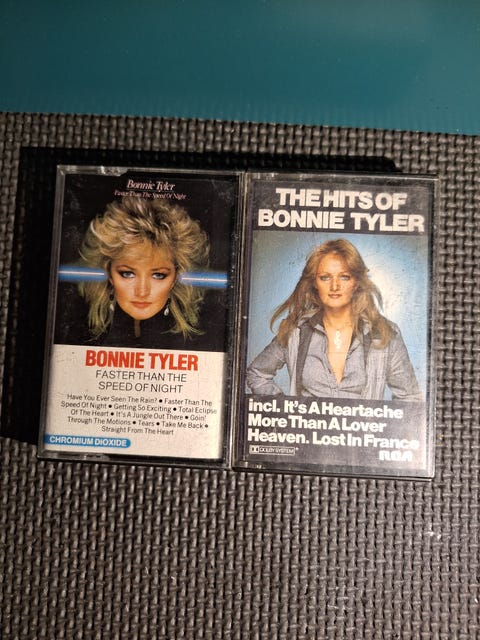 Bonnie Tyler
Faster Than The Speed Of Night
BONNIE TYLER
FASTER THAN THE
SPEED OF NIGHT
Have You Ever Seen The Rain? • Faster Than The
Speed Of Night • Getting So Exciting • Total Eclipse
Of The Heart • It's A Jungle Out There • Goin'
Through The Motions • Tears • Take Me Back •
Straight From The Heart
CHROMIUM DIOXIDE
THE HITS OF
BONNIE TYLER
incl. It's A Heartache
More Than A Lover
Heaven. Lost In France
DOLBY SYSTEM
RCA